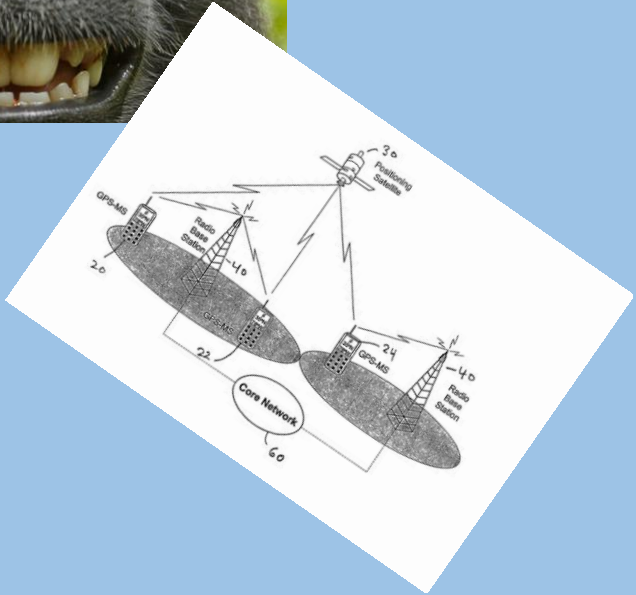 30
Positioning
Satellite
GPS-MS
20
Radio
Base
Station
40
GPS-MS
22
24
GPS-MS
40
Radio
Base
Station
Core Network
60